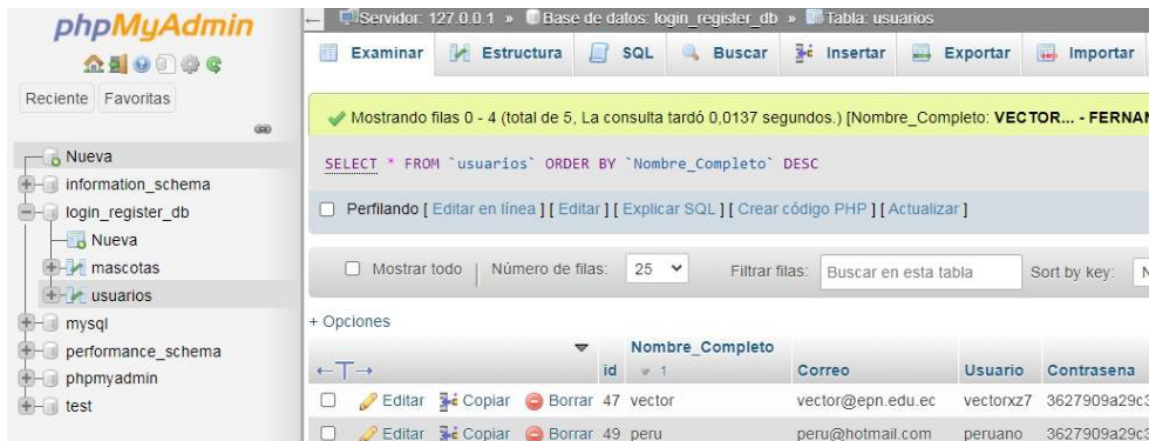 phpMyAdmin
Reciente Favoritas
Nueva
information_schema
login_register_db
Nueva
mascotas
usuarios
mysql
performance_schema
phpmyadmin
test
Servidor: 127.0.0.1 » Base de datos: login_register_db » Tabla: usuarios
Examinar Estructura SQL Buscar Insertar Exportar Importar
Mostrando filas 0 - 4 (total de 5, La consulta tardó 0,0137 segundos.) [Nombre_Completo: VECTOR... - FERNAN
SELECT * FROM `usuarios` ORDER BY `Nombre_Completo` DESC
Perfilando [ Editar en línea ] [ Editar ] [ Explicar SQL ] [ Crear código PHP ] [ Actualizar ]
Mostrar todo | Número de filas: 25 Filtrar filas: Buscar en esta tabla Sort by key: N
+ Opciones
←T→ id Nombre_Completo 1 Correo Usuario Contrasena
Editar Copiar Borrar 47 vector vector@epn.edu.ec vectorxz7 3627909a29c3
Editar Copiar Borrar 49 peru peru@hotmail.com peruano 3627909a29c3